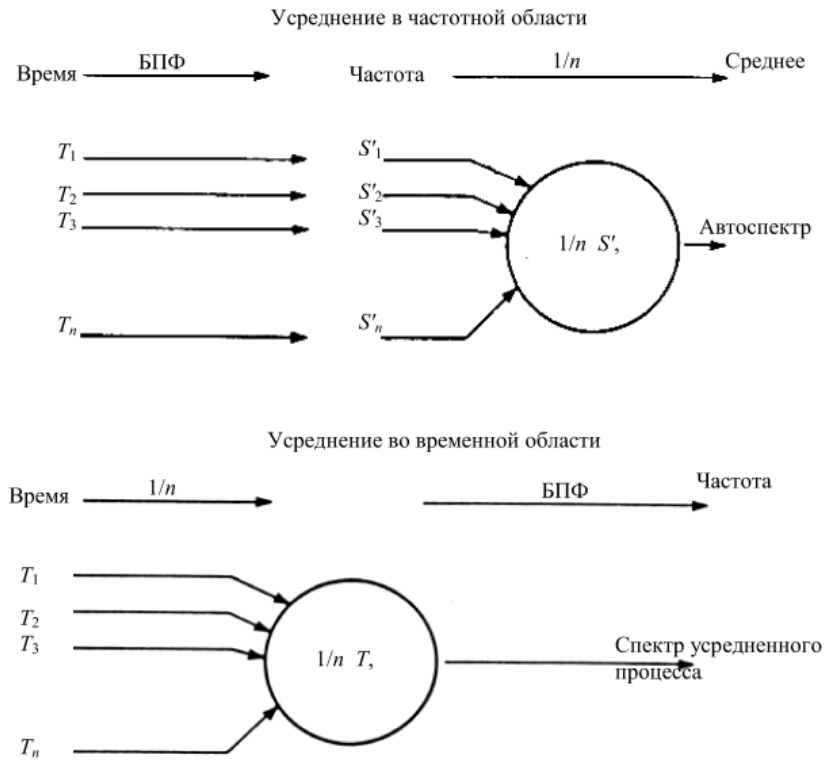 Усреднение в частотной области
Время БПФ Частота 1/n Среднее
T₁ S′₁
T₂ S′₂
T₃ S′₃
1/n S′, Автоспектр
Tₙ S′ₙ
Усреднение во временной области
Время 1/n БПФ Частота
T₁
T₂
T₃
1/n T, Спектр усредненного
процесса
Tₙ